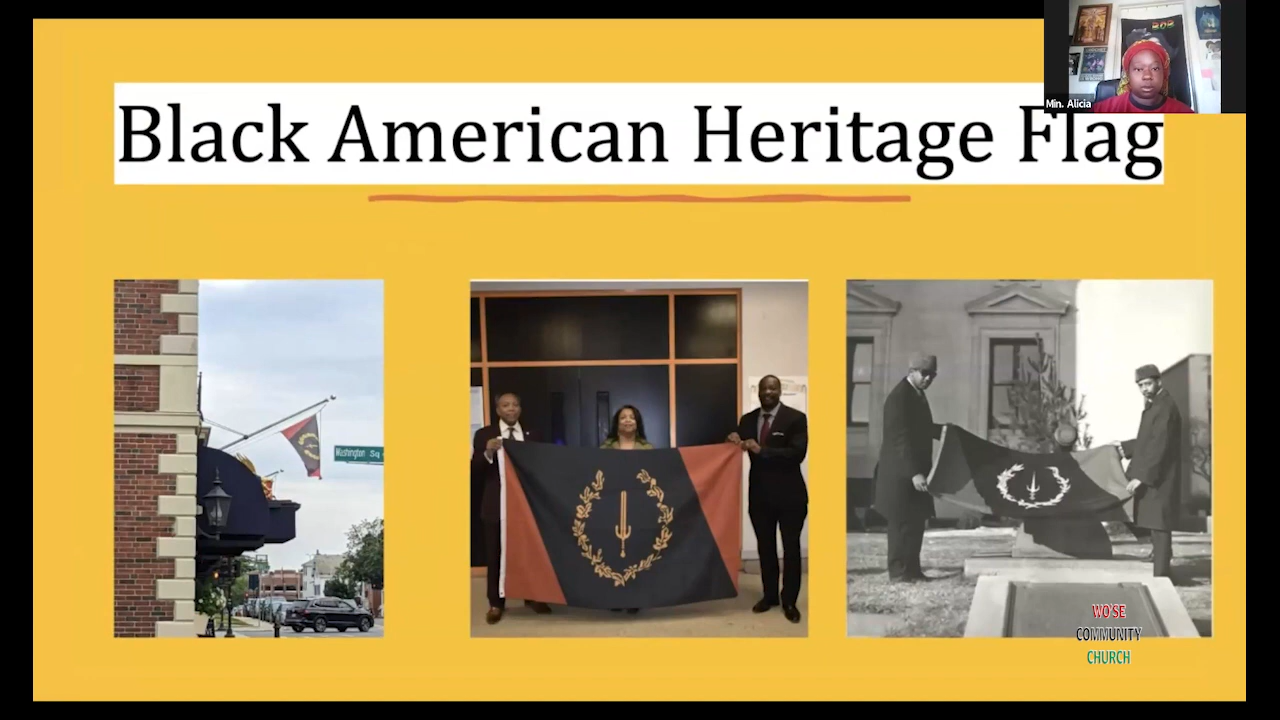 Black American Heritage Flag
Min. Alicia
Washington Sq
WO'SE
COMMUNITY
CHURCH